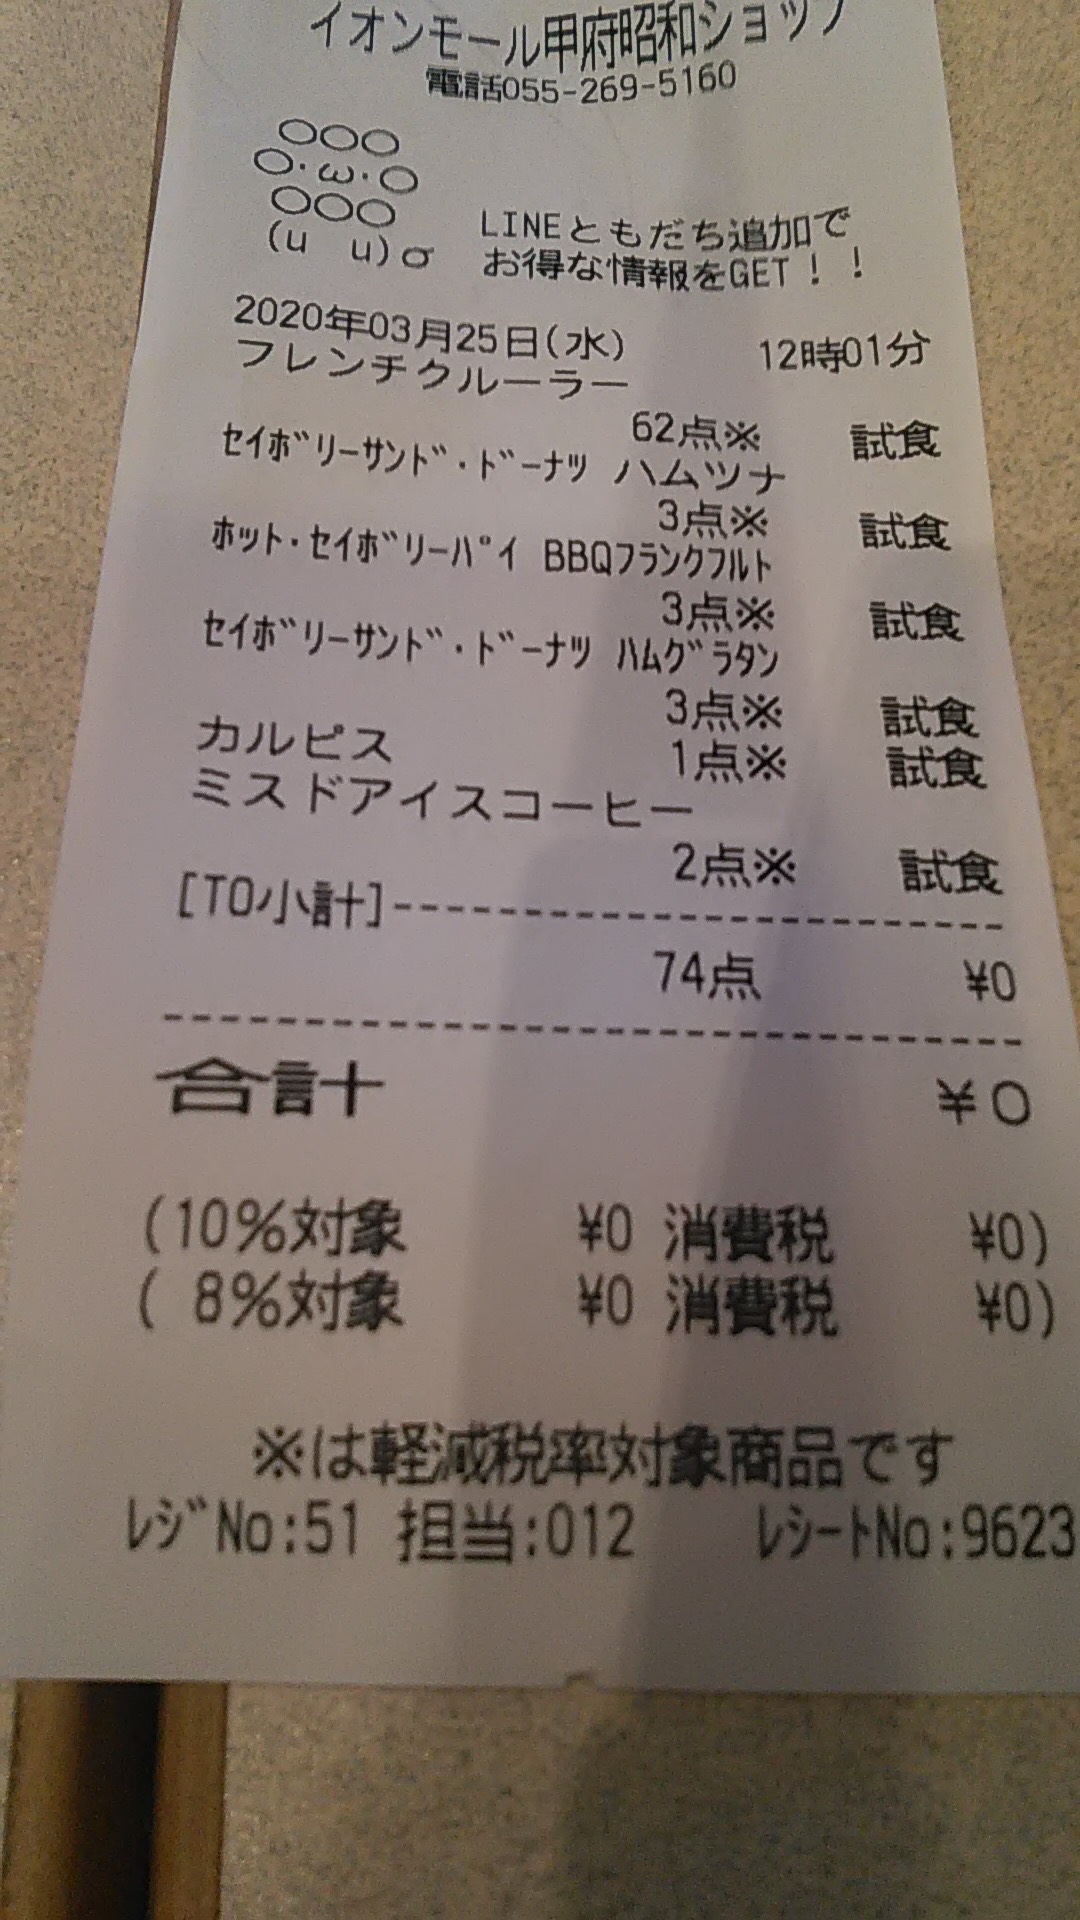 イオンモール甲府昭和ショップ
電話055-269-5160
○○○
○・ω・○
○○○
(u  u)σ
LINEともだち追加で
お得な情報をGET！！
2020年03月25日(水) 12時01分
フレンチクルーラー
62点※ 試食
ｾｲﾎﾞﾘｰｻﾝﾄﾞ・ﾄﾞｰﾅﾂ ハムツナ
3点※ 試食
ﾎｯﾄ・ｾｲﾎﾞﾘｰﾊﾟｲ BBQﾌﾗﾝｸﾌﾙﾄ
3点※ 試食
ｾｲﾎﾞﾘｰｻﾝﾄﾞ・ﾄﾞｰﾅﾂ ﾊﾑｸﾞﾗﾀﾝ
3点※ 試食
カルピス 1点※ 試食
ミスドアイスコーヒー
2点※ 試食
[TO小計]--------------------
74点 ¥0
----------------------------
合計 ¥0
(10%対象 ¥0 消費税 ¥0)
( 8%対象 ¥0 消費税 ¥0)
※は軽減税率対象商品です
ﾚｼﾞNo:51 担当:012 ﾚｼｰﾄNo:9623